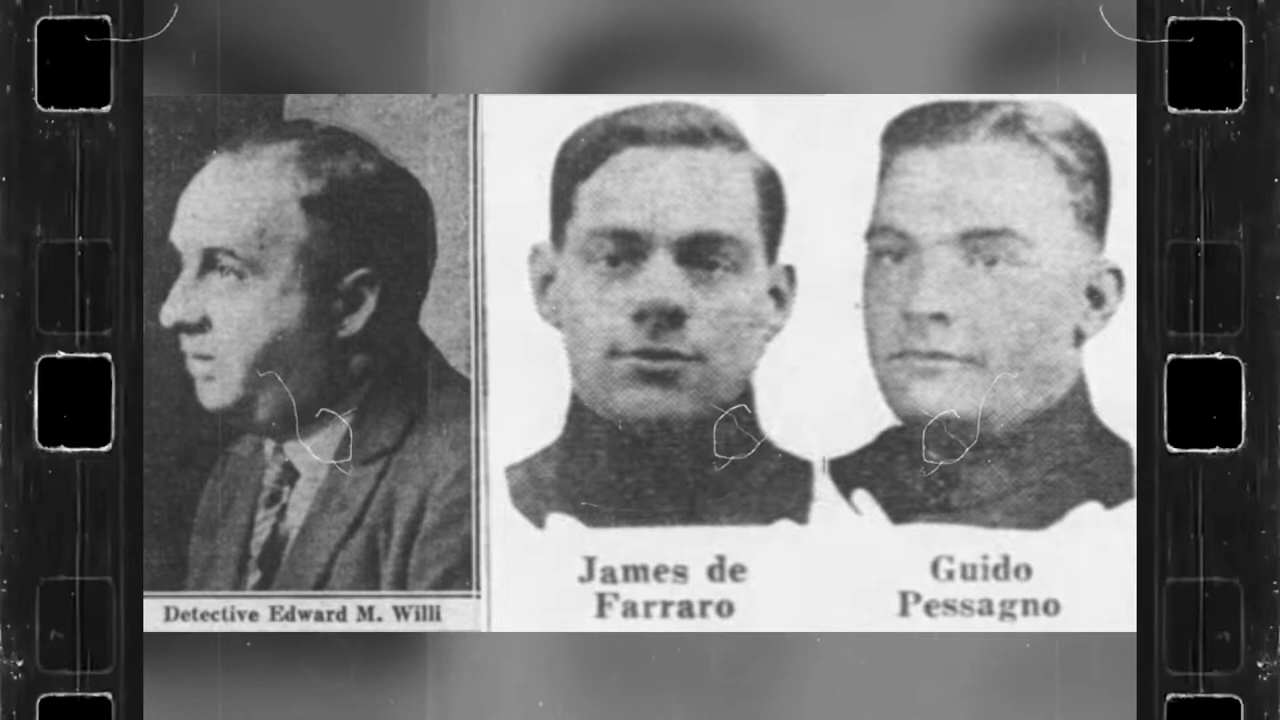 Detective Edward M. Willi
James de
Farraro
Guido
Pessagno